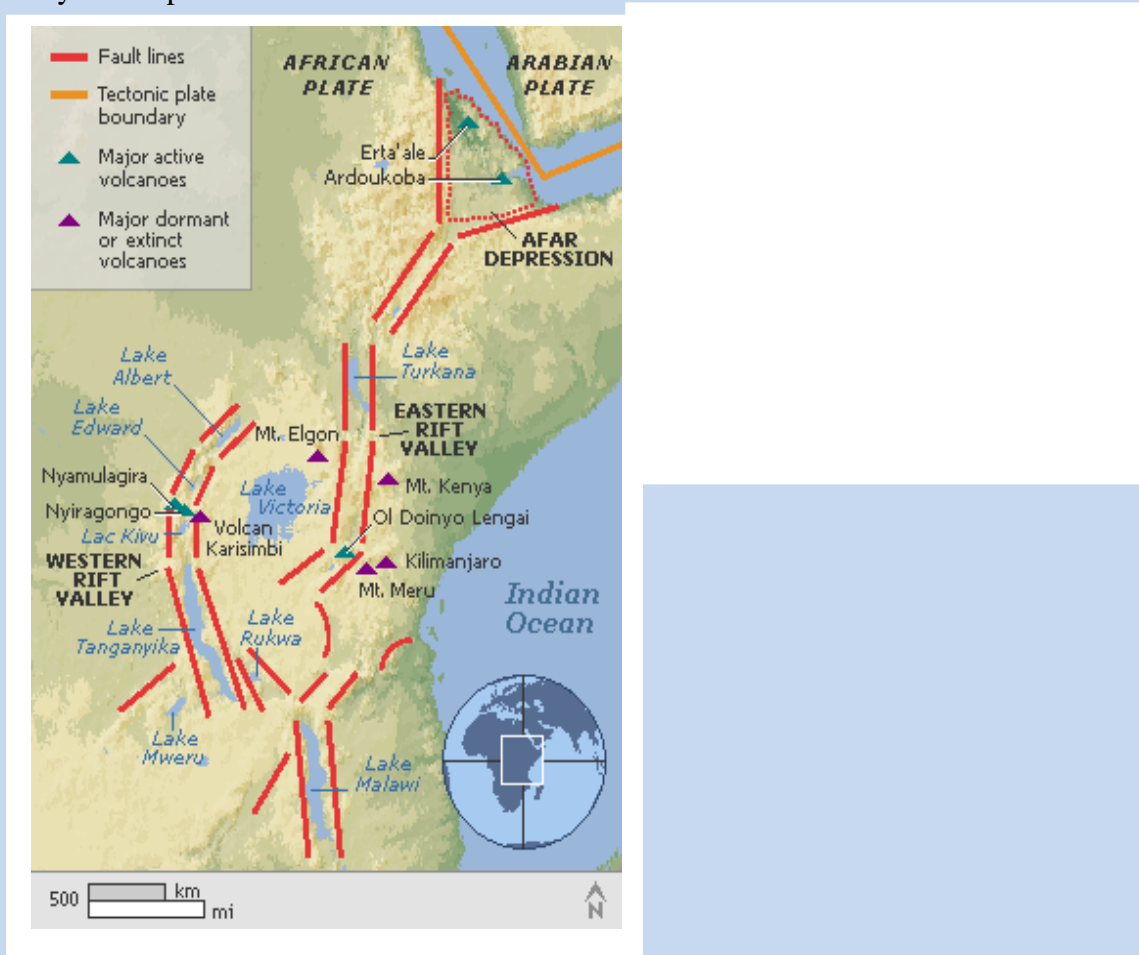 Fault lines
Tectonic plate
boundary
Major active
volcanoes
Major dormant
or extinct
volcanoes
AFRICAN
PLATE
ARABIAN
PLATE
Erta'ale
Ardoukoba
AFAR
DEPRESSION
Lake
Albert
Lake
Turkana
Lake
Edward
EASTERN
RIFT
VALLEY
Mt. Elgon
Nyamulagira
Lake
Victoria
Mt. Kenya
Nyiragongo
Ol Doinyo Lengai
Lac Kivu
Volcan
Karisimbi
WESTERN
RIFT
VALLEY
Kilimanjaro
Mt. Meru
Indian
Ocean
Lake
Tanganyika
Lake
Rukwa
Lake
Mweru
Lake
Malawi
500 km
mi
N